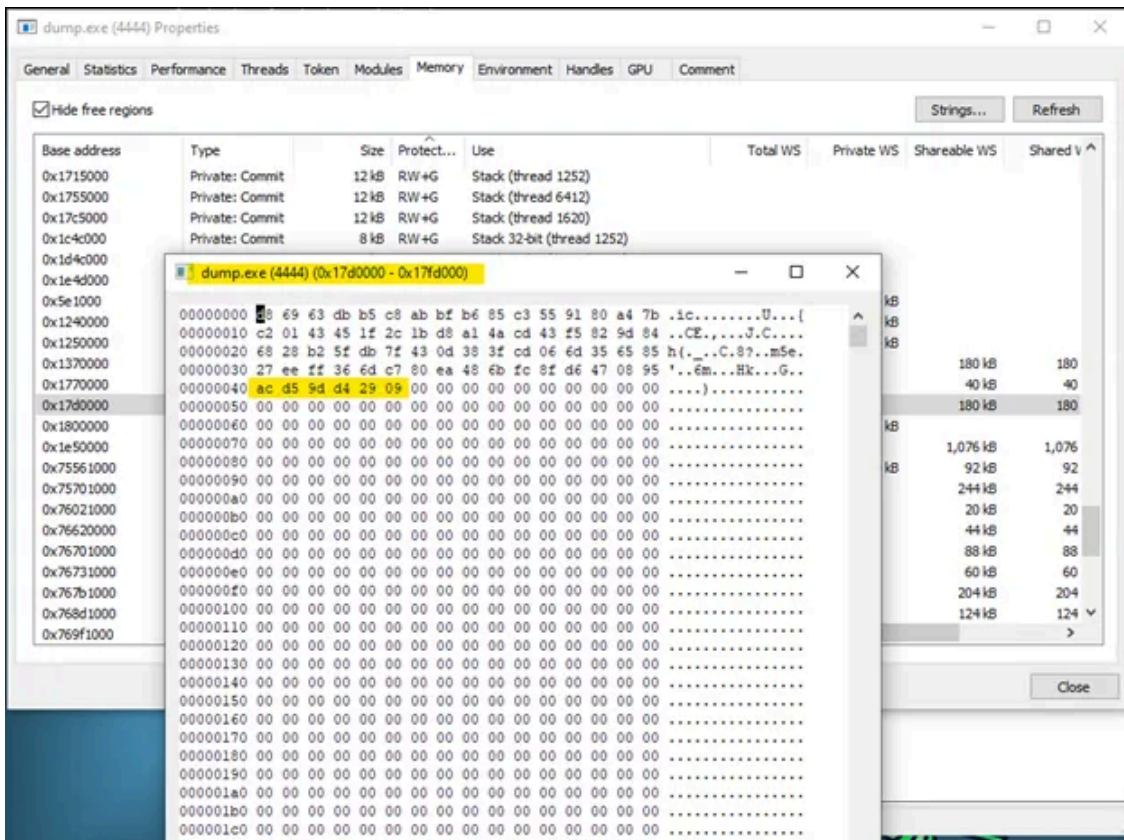 dump.exe (4444) Properties
General Statistics Performance Threads Token Modules Memory Environment Handles GPU Comment
Hide free regions
Strings... Refresh
Base address Type Size Protect... Use Total WS Private WS Shareable WS Shared
0x1715000 Private: Commit 12 kB RW+G Stack (thread 1252)
0x1755000 Private: Commit 12 kB RW+G Stack (thread 6412)
0x17c5000 Private: Commit 12 kB RW+G Stack (thread 1620)
0x1c4c000 Private: Commit 8 kB RW+G Stack 32-bit (thread 1252)
0x1d4c000
0x1e4d000
0x5e1000 kB
0x1240000 kB
0x1250000 kB
0x1370000 180 kB 180
0x1770000 40 kB 40
0x17d0000 180 kB 180
0x1800000 kB
0x1e50000 1,076 kB 1,076
0x75561000 kB 92 kB 92
0x75701000 244 kB 244
0x76021000 20 kB 20
0x76620000 44 kB 44
0x76701000 88 kB 88
0x76731000 60 kB 60
0x767b1000 204 kB 204
0x768d1000 124 kB 124
0x769f1000
Close
dump.exe (4444) (0x17d0000 - 0x17fd000)
00000000 d8 69 63 db b5 c8 ab bf b6 85 c3 55 91 80 a4 7b .ic........U...{
00000010 c2 01 43 45 1f 2c 1b d8 a1 4a cd 43 f5 82 9d 84 ..CE.,...J.C....
00000020 68 28 b2 5f db 7f 43 0d 38 3f cd 06 6d 35 65 85 h(._..C.8?..m5e.
00000030 27 ee ff 36 6d c7 80 ea 48 6b fc 8f d6 47 08 95 '..6m...Hk...G..
00000040 ac d5 9d d4 29 09 00 00 00 00 00 00 00 00 00 00 ....)...........
00000050 00 00 00 00 00 00 00 00 00 00 00 00 00 00 00 00 ................
00000060 00 00 00 00 00 00 00 00 00 00 00 00 00 00 00 00 ................
00000070 00 00 00 00 00 00 00 00 00 00 00 00 00 00 00 00 ................
00000080 00 00 00 00 00 00 00 00 00 00 00 00 00 00 00 00 ................
00000090 00 00 00 00 00 00 00 00 00 00 00 00 00 00 00 00 ................
000000a0 00 00 00 00 00 00 00 00 00 00 00 00 00 00 00 00 ................
000000b0 00 00 00 00 00 00 00 00 00 00 00 00 00 00 00 00 ................
000000c0 00 00 00 00 00 00 00 00 00 00 00 00 00 00 00 00 ................
000000d0 00 00 00 00 00 00 00 00 00 00 00 00 00 00 00 00 ................
000000e0 00 00 00 00 00 00 00 00 00 00 00 00 00 00 00 00 ................
000000f0 00 00 00 00 00 00 00 00 00 00 00 00 00 00 00 00 ................
00000100 00 00 00 00 00 00 00 00 00 00 00 00 00 00 00 00 ................
00000110 00 00 00 00 00 00 00 00 00 00 00 00 00 00 00 00 ................
00000120 00 00 00 00 00 00 00 00 00 00 00 00 00 00 00 00 ................
00000130 00 00 00 00 00 00 00 00 00 00 00 00 00 00 00 00 ................
00000140 00 00 00 00 00 00 00 00 00 00 00 00 00 00 00 00 ................
00000150 00 00 00 00 00 00 00 00 00 00 00 00 00 00 00 00 ................
00000160 00 00 00 00 00 00 00 00 00 00 00 00 00 00 00 00 ................
00000170 00 00 00 00 00 00 00 00 00 00 00 00 00 00 00 00 ................
00000180 00 00 00 00 00 00 00 00 00 00 00 00 00 00 00 00 ................
00000190 00 00 00 00 00 00 00 00 00 00 00 00 00 00 00 00 ................
000001a0 00 00 00 00 00 00 00 00 00 00 00 00 00 00 00 00 ................
000001b0 00 00 00 00 00 00 00 00 00 00 00 00 00 00 00 00 ................
000001c0 00 00 00 00 00 00 00 00 00 00 00 00 00 00 00 00 ................